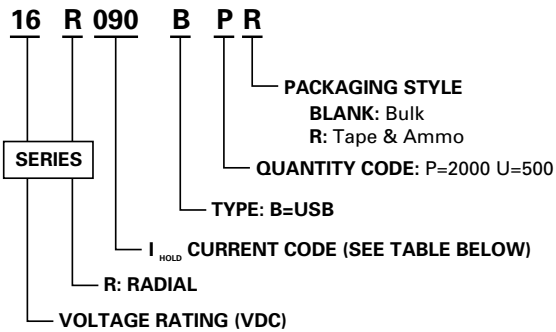 16 R 090 B P R
PACKAGING STYLE
BLANK: Bulk
R: Tape & Ammo
SERIES
QUANTITY CODE: P=2000 U=500
TYPE: B=USB
I HOLD CURRENT CODE (SEE TABLE BELOW)
R: RADIAL
VOLTAGE RATING (VDC)